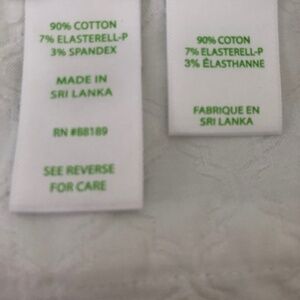 90% COTTON
7% ELASTERELL-P
3% SPANDEX
MADE IN
SRI LANKA
RN #88189
SEE REVERSE
FOR CARE
90% COTON
7% ELASTERELL-P
3% ÉLASTHANNE
FABRIQUE EN
SRI LANKA